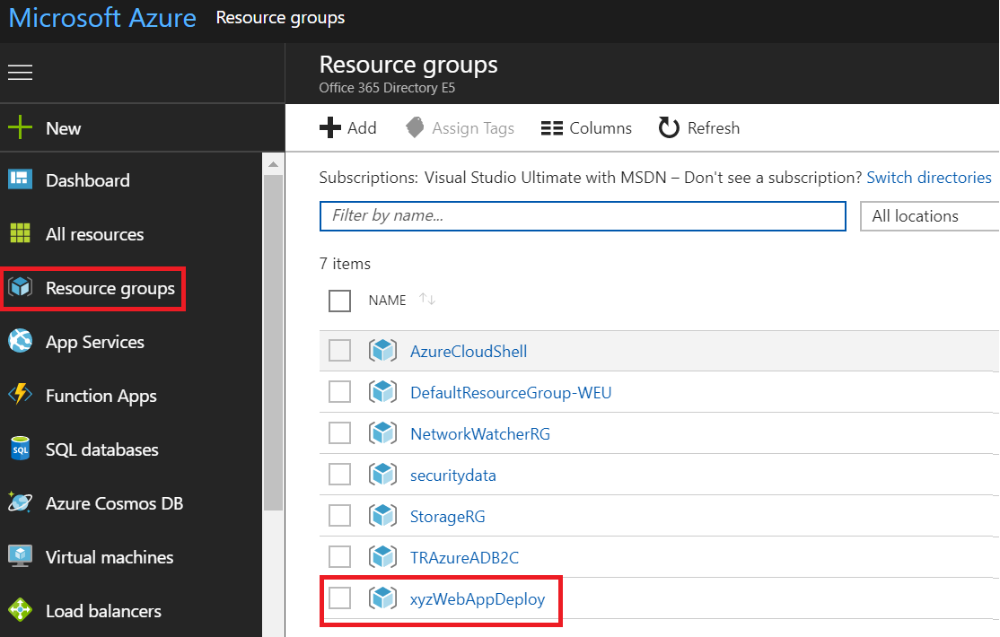 Microsoft Azure Resource groups
Resource groups
Office 365 Directory E5
New
Dashboard
All resources
Resource groups
App Services
Function Apps
SQL databases
Azure Cosmos DB
Virtual machines
Load balancers
Add Assign Tags Columns Refresh
Subscriptions: Visual Studio Ultimate with MSDN – Don't see a subscription? Switch directories
Filter by name... All locations
7 items
NAME
AzureCloudShell
DefaultResourceGroup-WEU
NetworkWatcherRG
securitydata
StorageRG
TRAzureADB2C
xyzWebAppDeploy
SQL